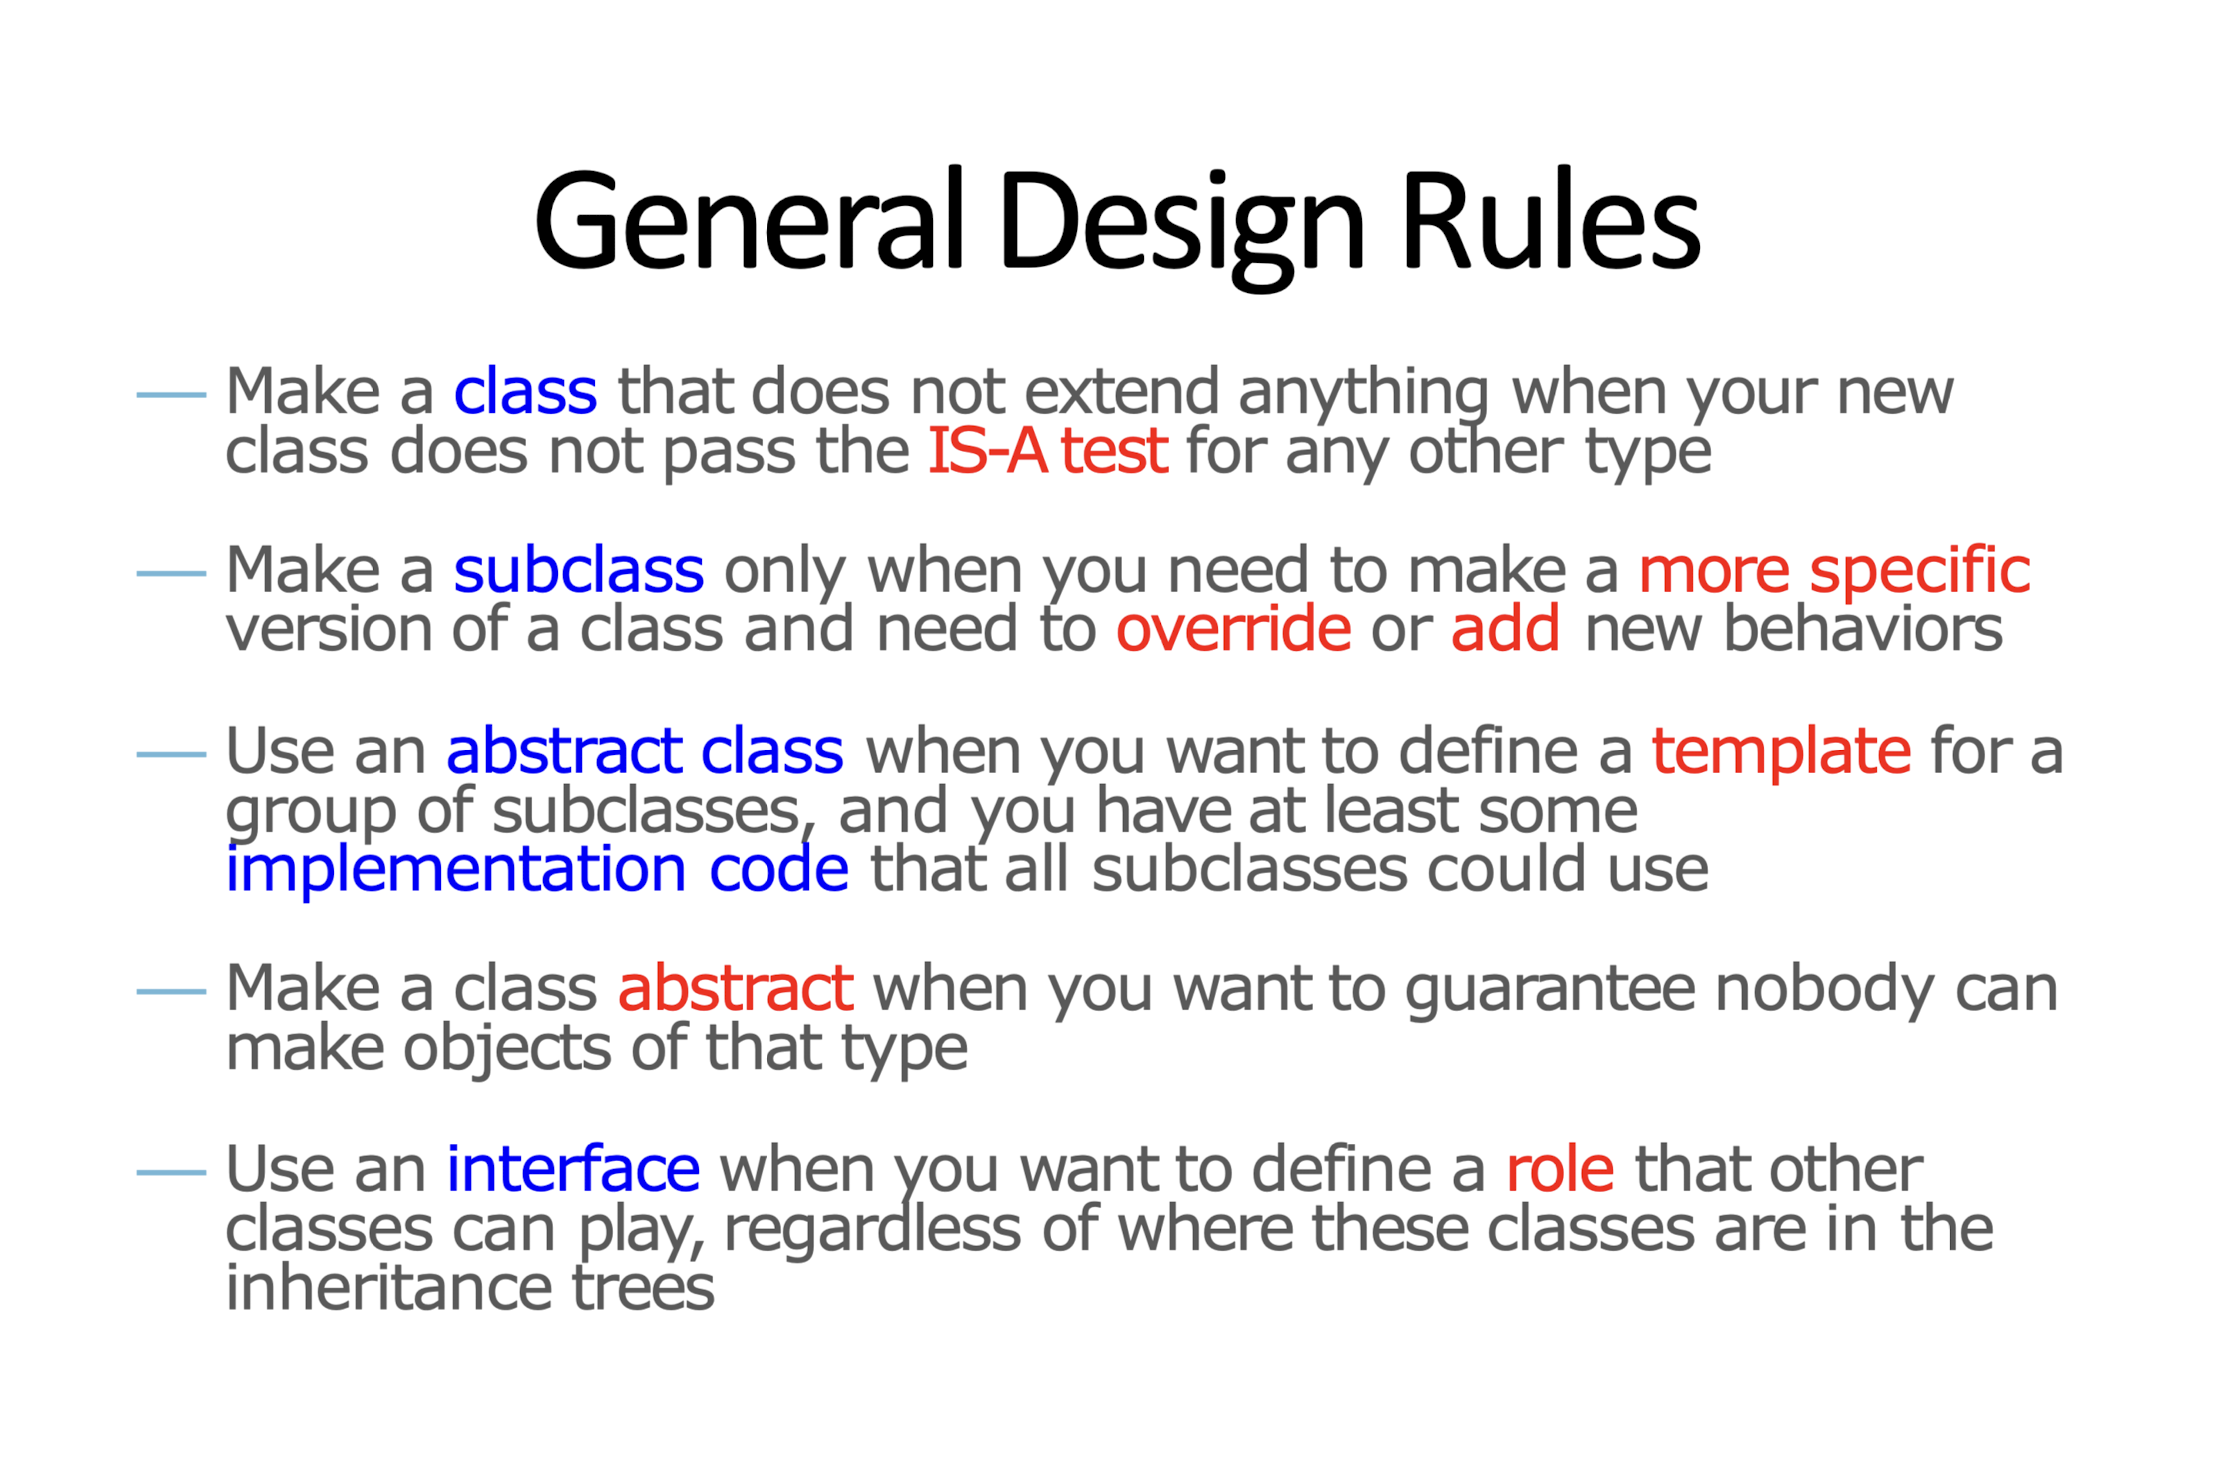 General Design Rules
Make a class that does not extend anything when your new
class does not pass the IS-A test for any other type
Make a subclass only when you need to make a more specific
version of a class and need to override or add new behaviors
Use an abstract class when you want to define a template for a
group of subclasses, and you have at least some
implementation code that all subclasses could use
Make a class abstract when you want to guarantee nobody can
make objects of that type
Use an interface when you want to define a role that other
classes can play, regardless of where these classes are in the
inheritance trees